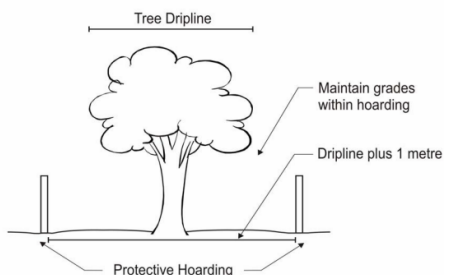 Tree Dripline
Maintain grades
within hoarding
Dripline plus 1 metre
Protective Hoarding